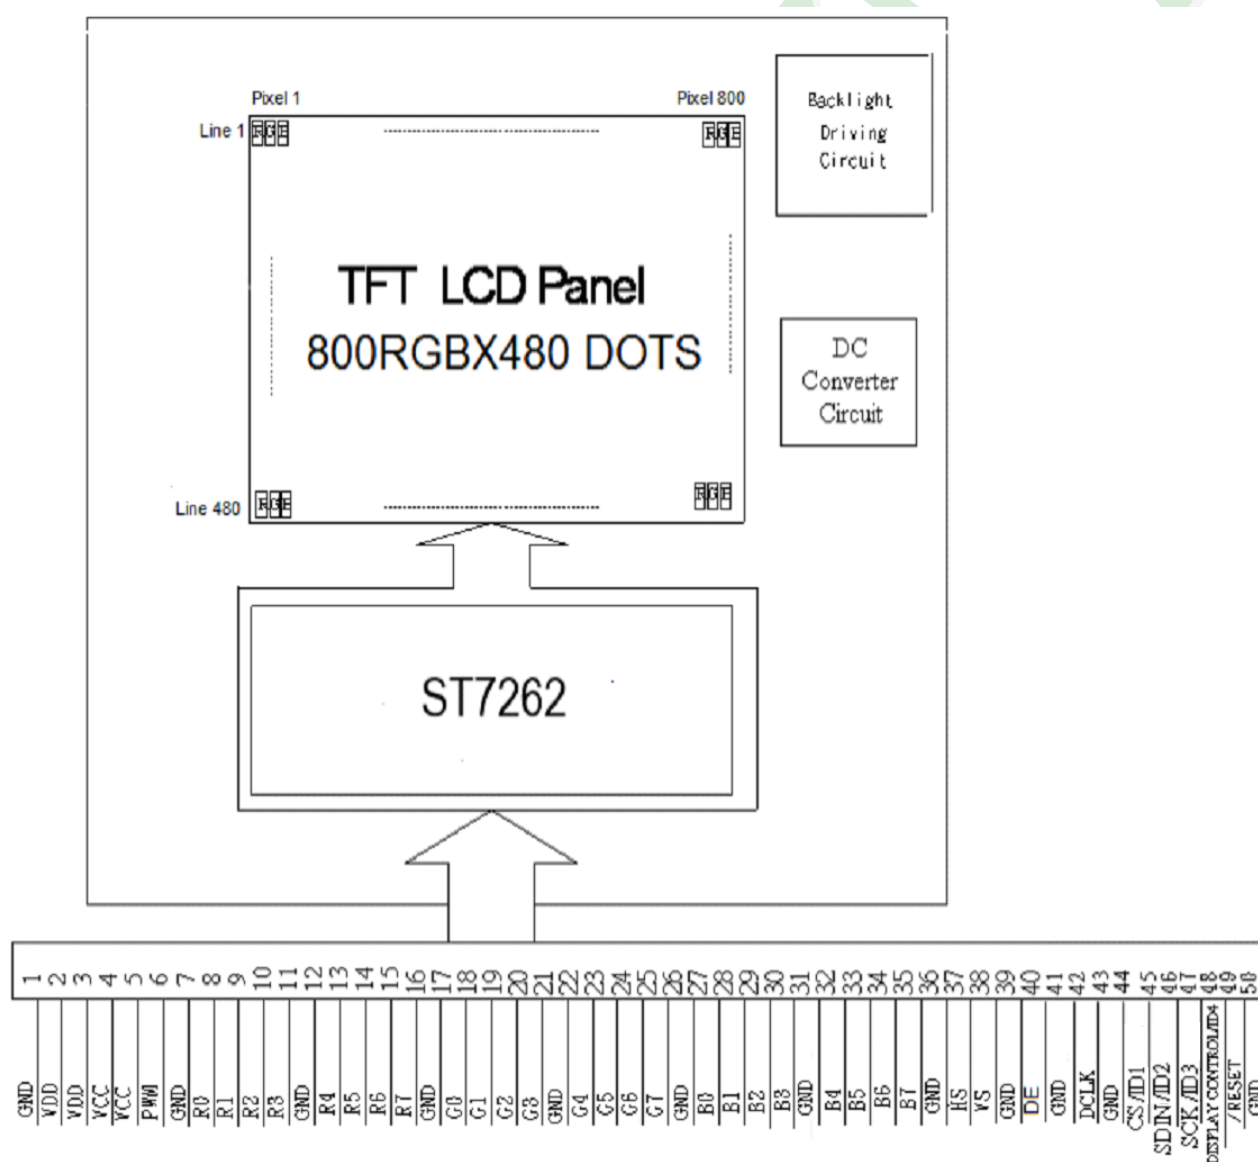 Pixel 1
Pixel 800
Line 1
RGB
RGB
Backlight
Driving
Circuit
TFT LCD Panel
800RGBX480 DOTS
DC
Converter
Circuit
Line 480
RGB
RGB
ST7262
1 2 3 4 5 6 7 8 9 10 11 12 13 14 15 16 17 18 19 20 21 22 23 24 25 26 27 28 29 30 31 32 33 34 35 36 37 38 39 40 41 42 43 44 45 46 47 48 49 50
GND VDD VDD VCC VCC PWM GND R0 R1 R2 R3 GND R4 R5 R6 R7 GND G0 G1 G2 G3 GND G4 G5 G6 G7 GND B0 B1 B2 B3 GND B4 B5 B6 B7 GND HS VS GND DE GND DCLK GND CS/ID1 SDIN/ID2 SCK/ID3 DISPLAY CONTROL/ID4 /RESET GND